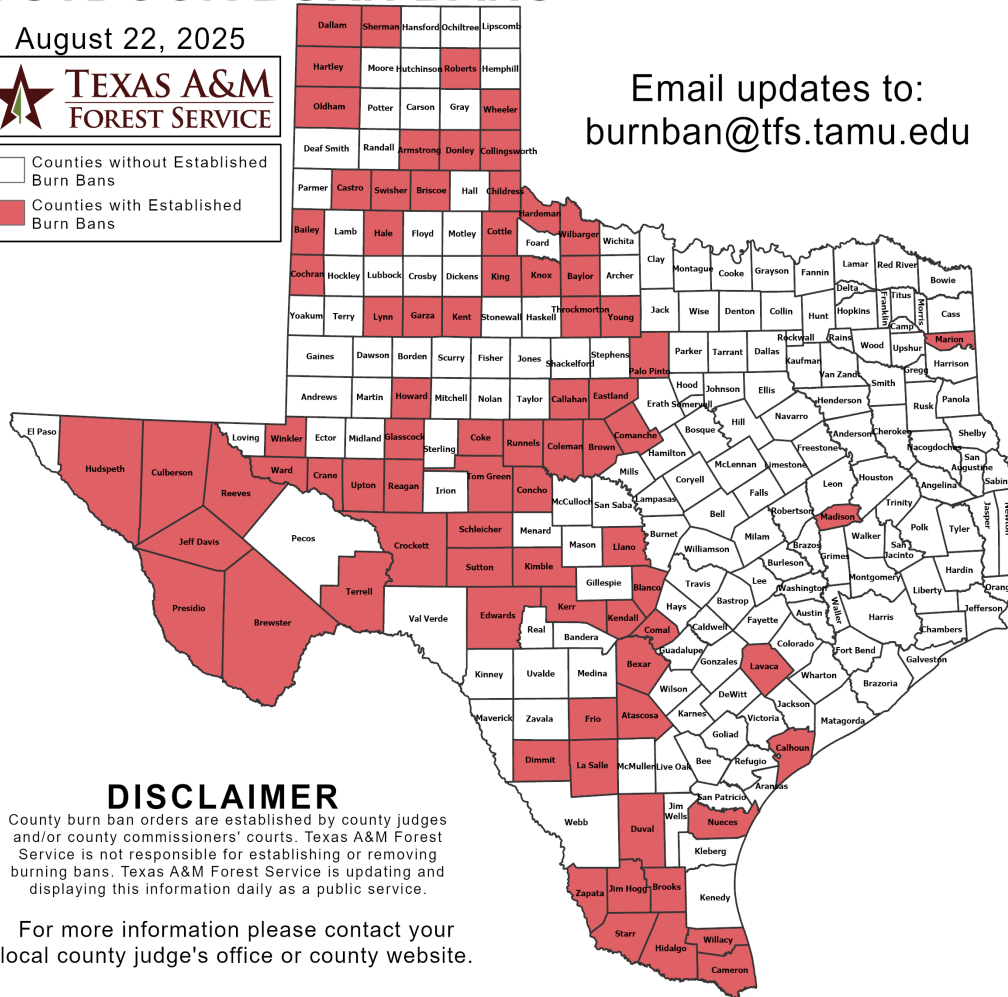 August 22, 2025
TEXAS A&M
FOREST SERVICE
Counties without Established
Burn Bans
Counties with Established
Burn Bans
Email updates to:
burnban@tfs.tamu.edu
Dallam Sherman Hansford Ochiltree Lipscomb
Hartley Moore Hutchinson Roberts Hemphill
Oldham Potter Carson Gray Wheeler
Deaf Smith Randall Armstrong Donley Collingsworth
Parmer Castro Swisher Briscoe Hall Childress
Hardeman
Bailey Lamb Hale Floyd Motley Cottle Foard Wilbarger Wichita
Clay Montague Cooke Grayson Fannin Lamar Red River Bowie
Cochran Hockley Lubbock Crosby Dickens King Knox Baylor Archer
Delta Franklin Titus Morris Cass
Yoakum Terry Lynn Garza Kent Stonewall Haskell Throckmorton Young Jack Wise Denton Collin Hunt Hopkins Camp
Rockwall Rains Wood Upshur Marion
Gaines Dawson Borden Scurry Fisher Jones Shackelford Stephens Palo Pinto Parker Tarrant Dallas Kaufman Van Zandt Gregg Harrison
Andrews Martin Howard Mitchell Nolan Taylor Callahan Eastland Erath Hood Somervell Johnson Ellis Henderson Smith Rusk Panola
El Paso Loving Winkler Ector Midland Glasscock Sterling Coke Runnels Coleman Brown Comanche Bosque Hill Navarro Anderson Cherokee Nacogdoches Shelby
Hudspeth Culberson Reeves Ward Crane Upton Reagan Irion Tom Green Concho McCulloch San Saba Mills Hamilton Lampasas Coryell McLennan Limestone Freestone Leon Houston Angelina San
Augustine Sabin
Falls Robertson Madison Trinity Polk Tyler Jasper Newton
Jeff Davis Pecos Crockett Schleicher Menard Mason Llano Burnet Bell Milam Brazos Grimes Walker San
Jacinto Hardin
Presidio Brewster Terrell Sutton Kimble Gillespie Blanco Williamson Travis Lee Burleson Washington Montgomery Liberty Orang
Val Verde Edwards Kerr Real Bandera Kendall Comal Hays Bastrop Caldwell Fayette Austin Waller Harris Chambers Jefferson
Kinney Uvalde Medina Bexar Guadalupe Gonzales Lavaca Colorado Fort Bend Galveston
Wharton Brazoria
Maverick Zavala Frio Atascosa Wilson Karnes DeWitt Victoria Jackson Matagorda
Goliad Calhoun
Dimmit La Salle McMullen Live Oak Bee Refugio Aransas
San Patricio
Webb Duval Jim
Wells Nueces
Kleberg
Zapata Jim Hogg Brooks Kenedy
Starr Hidalgo Willacy
Cameron
DISCLAIMER
County burn ban orders are established by county judges
and/or county commissioners' courts. Texas A&M Forest
Service is not responsible for establishing or removing
burning bans. Texas A&M Forest Service is updating and
displaying this information daily as a public service.
For more information please contact your
local county judge's office or county website.